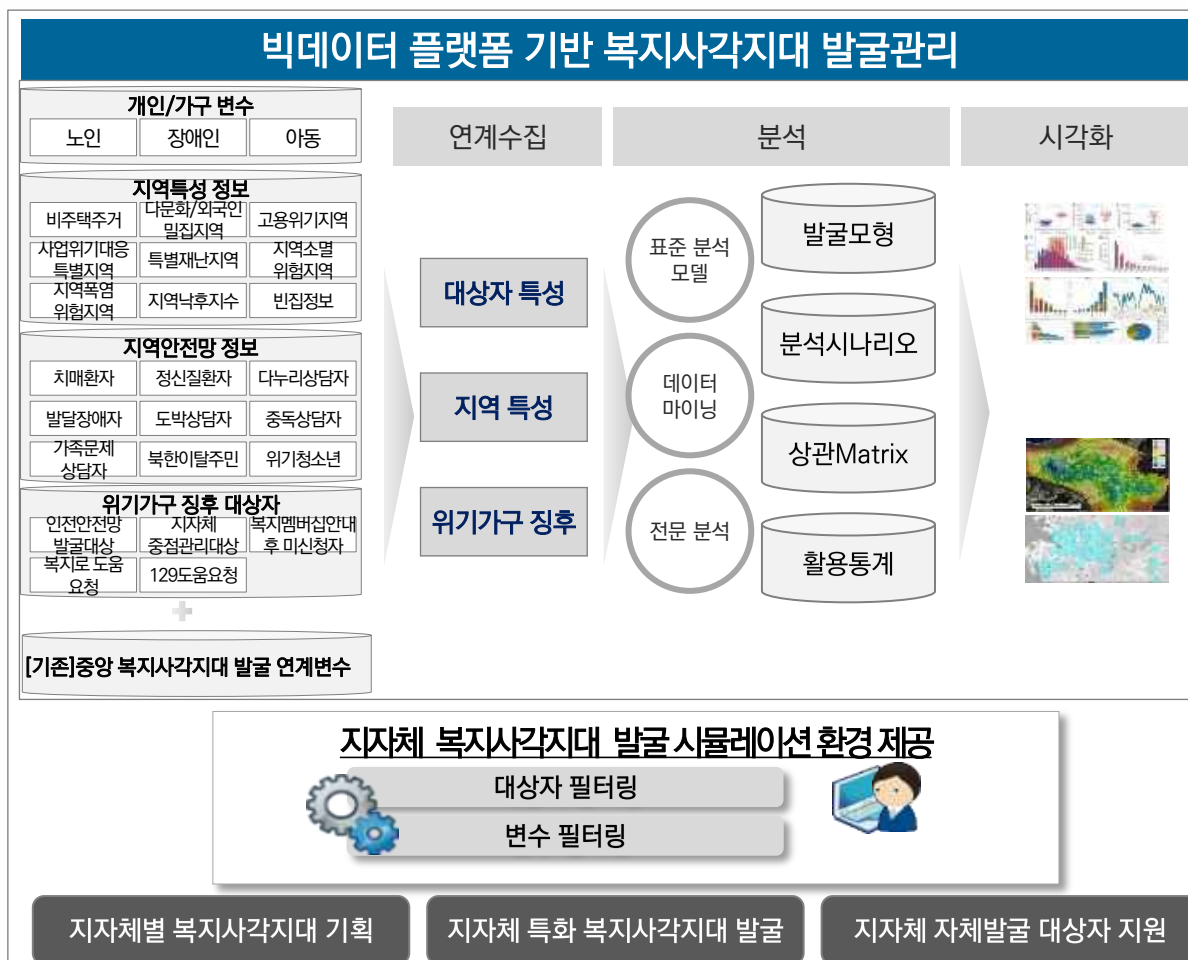 빅데이터 플랫폼 기반 복지사각지대 발굴관리
개인/가구 변수
노인
장애인
아동
지역특성 정보
비주택주거
다문화/외국인
밀집지역
고용위기지역
사업위기대응
특별지역
특별재난지역
지역소멸
위험지역
지역폭염
위험지역
지역낙후지수
빈집정보
지역안전망 정보
치매환자
정신질환자
다누리상담자
발달장애자
도박상담자
중독상담자
가족문제
상담자
북한이탈주민
위기청소년
위기가구 징후 대상자
인전안전망
발굴대상
지자체
중점관리대상
복지멤버십안내
후 미신청자
복지로 도움
요청
129도움요청
[기존]중앙 복지사각지대 발굴 연계변수
연계수집
대상자 특성
지역 특성
위기가구 징후
분석
표준 분석
모델
데이터
마이닝
전문 분석
발굴모형
분석시나리오
상관Matrix
활용통계
시각화
지자체 복지사각지대 발굴 시뮬레이션 환경 제공
대상자 필터링
변수 필터링
지자체별 복지사각지대 기획
지자체 특화 복지사각지대 발굴
지자체 자체발굴 대상자 지원